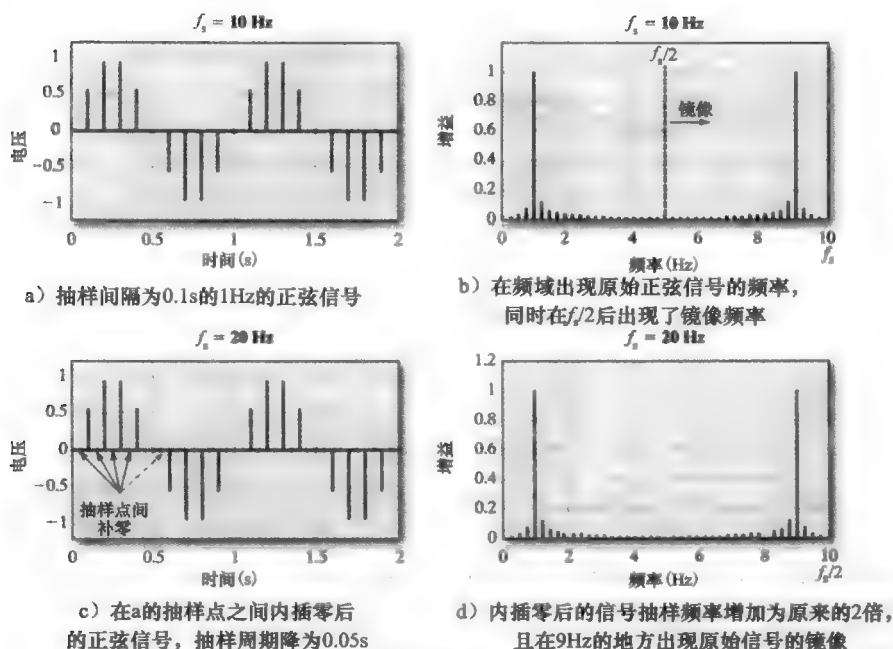 f_s = 10 Hz
电压
1
0.5
0
-0.5
-1
0
0.5
1
1.5
2
时间(s)
a）抽样间隔为0.1s的1Hz的正弦信号
f_s = 10 Hz
f_s/2
镜像
增益
1
0.8
0.6
0.4
0.2
0
0
2
4
6
8
10
f_s
频率(Hz)
b）在频域出现原始正弦信号的频率，
同时在f_s/2后出现了镜像频率
f_s = 20 Hz
电压
1
0.5
0
-0.5
-1
抽样点间
补零
0
0.5
1
1.5
2
时间(s)
c）在a的抽样点之间内插零后
的正弦信号，抽样周期降为0.05s
f_s = 20 Hz
增益
1.2
1
0.8
0.6
0.4
0.2
0
0
2
4
6
8
10
f_s/2
频率(Hz)
d）内插零后的信号抽样频率增加为原来的2倍，
且在9Hz的地方出现原始信号的镜像